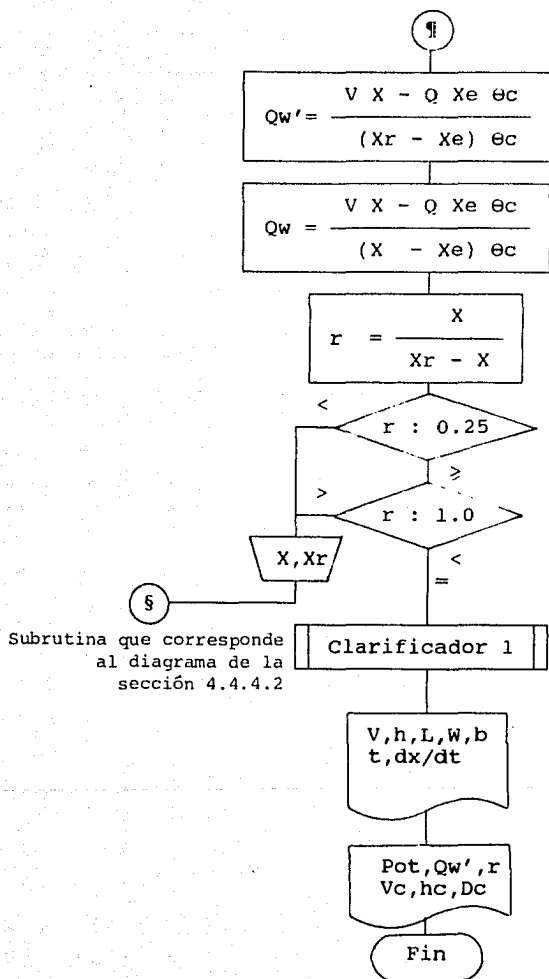 ¶
V X - Q Xe θc
Qw'=
(Xr - Xe) θc
V X - Q Xe θc
Qw =
(X - Xe) θc
X
r =
Xr - X
<
r : 0.25
≥
>
r : 1.0
X,Xr
<
=
§
Subrutina que corresponde
al diagrama de la
sección 4.4.4.2
Clarificador 1
V,h,L,W,b
t,dx/dt
Pot,Qw',r
Vc,hc,Dc
Fin